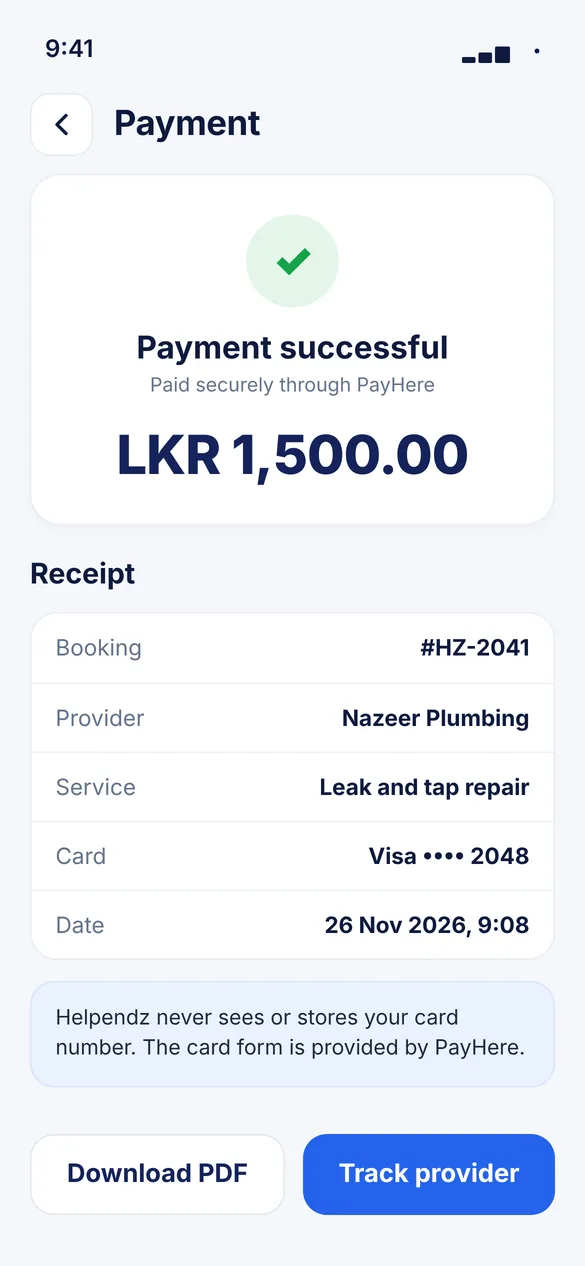 9:41
Payment
Payment successful
Paid securely through PayHere
LKR 1,500.00
Receipt
Booking #HZ-2041
Provider Nazeer Plumbing
Service Leak and tap repair
Card Visa •••• 2048
Date 26 Nov 2026, 9:08
Helpendz never sees or stores your card
number. The card form is provided by PayHere.
Download PDF Track provider